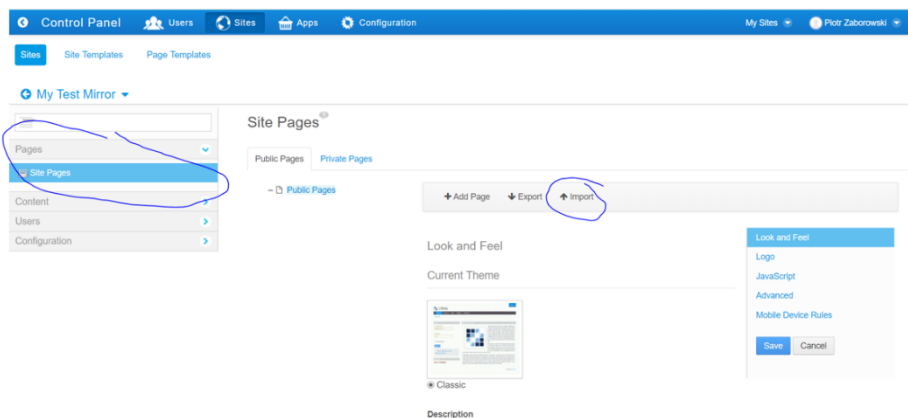 Control Panel Users Sites Apps Configuration My Sites Piotr Zaborowski
Sites Site Templates Page Templates
My Test Mirror
Site Pages
Pages
Public Pages Private Pages
Site Pages
Public Pages
+ Add Page Export Import
Content
Users
Configuration
Look and Feel
Current Theme
Classic
Description
Look and Feel
Logo
JavaScript
Advanced
Mobile Device Rules
Save Cancel